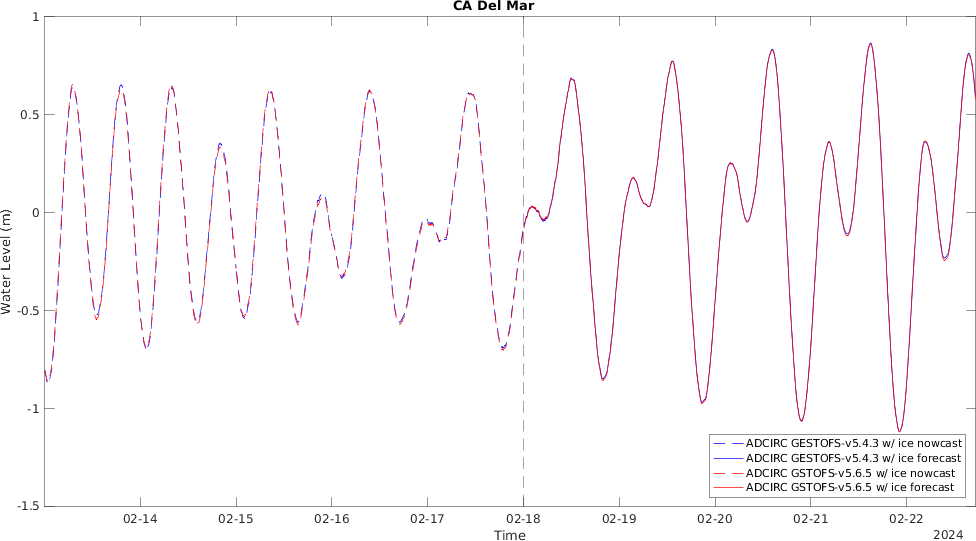 CA Del Mar
1
0.5
0
-0.5
-1
-1.5
Water Level (m)
02-14
02-15
02-16
02-17
02-18
02-19
02-20
02-21
02-22
Time
2024
ADCIRC GESTOFS-v5.4.3 w/ ice nowcast
ADCIRC GESTOFS-v5.4.3 w/ ice forecast
ADCIRC GSTOFS-v5.6.5 w/ ice nowcast
ADCIRC GSTOFS-v5.6.5 w/ ice forecast